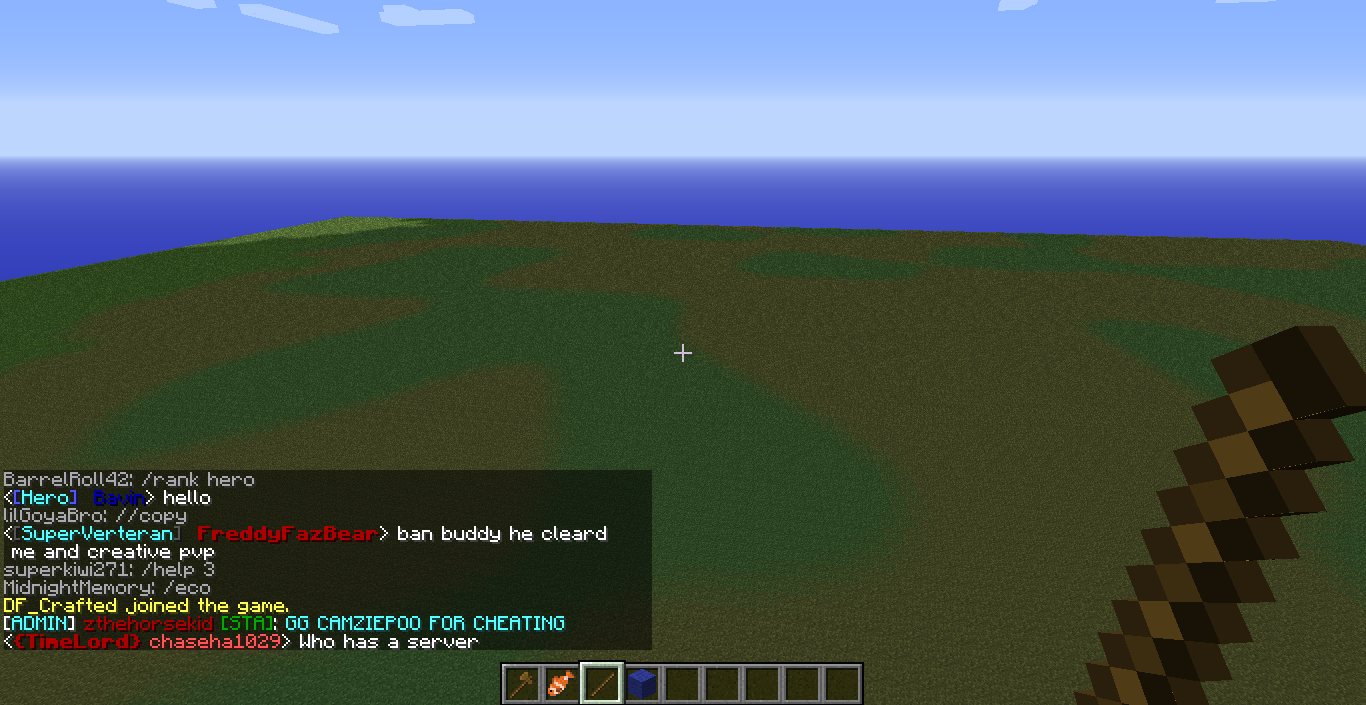 BarrelRoll42: /rank hero
<[Hero] Bavin> hello
lilGoyaBro: //copy
<[SuperVerteran] FreddyFazBear> ban buddy he cleard
me and creative pvp
superkiwi271: /help 3
MidnightMemory: /eco
DF_Crafted joined the game.
[ADMIN] zthehorsekid [STA]: GG CAMZIEPOO FOR CHEATING
<{TimeLord} chaseha1029> Who has a server